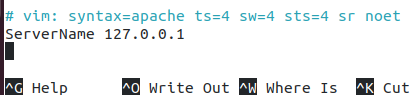 # vim: syntax=apache ts=4 sw=4 sts=4 sr noet
ServerName 127.0.0.1
^G Help ^O Write Out ^W Where Is ^K Cut